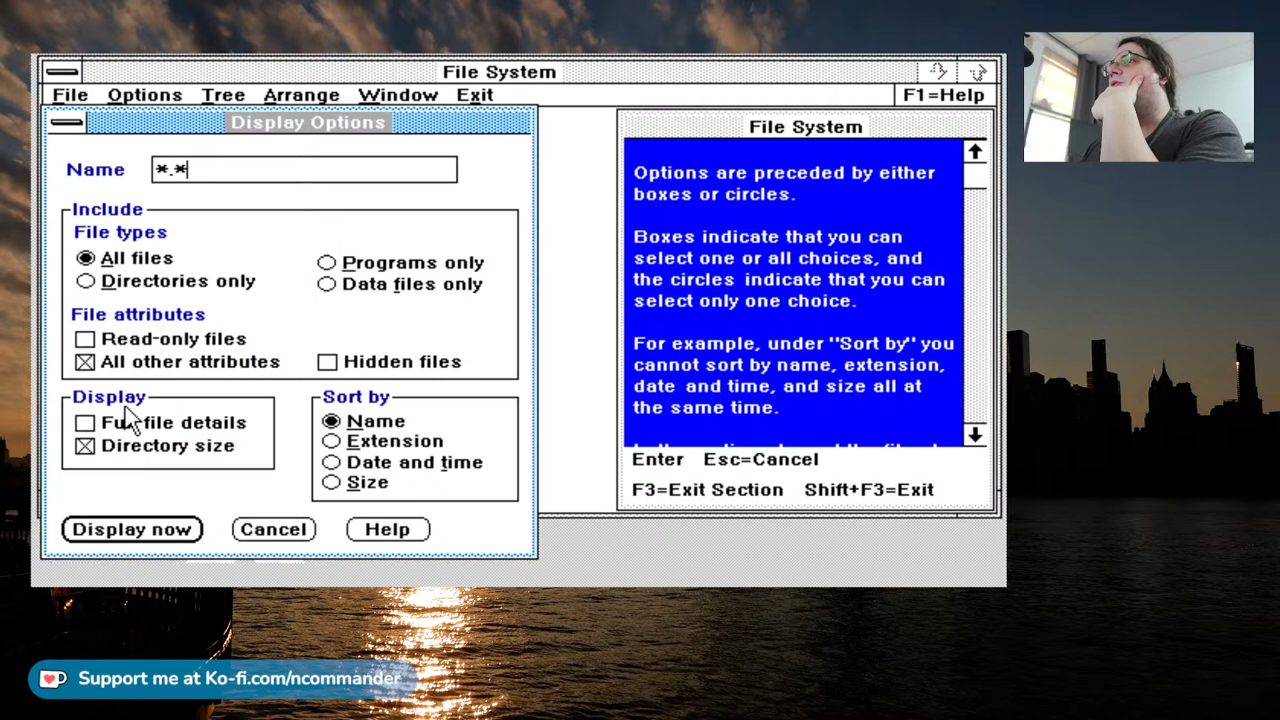 File System
File Options Tree Arrange Window Exit F1=Help
Display Options
Name *.*
Include
File types
All files
Directories only
Programs only
Data files only
File attributes
Read-only files
All other attributes
Hidden files
Display
file details
Directory size
Sort by
Name
Extension
Date and time
Size
Display now Cancel Help
File System
Options are preceded by either
boxes or circles.
Boxes indicate that you can
select one or all choices, and
the circles indicate that you can
select only one choice.
For example, under "Sort by" you
cannot sort by name, extension,
date and time, and size all at
the same time.
Enter Esc=Cancel
F3=Exit Section Shift+F3=Exit
Support me at Ko-fi.com/ncommander